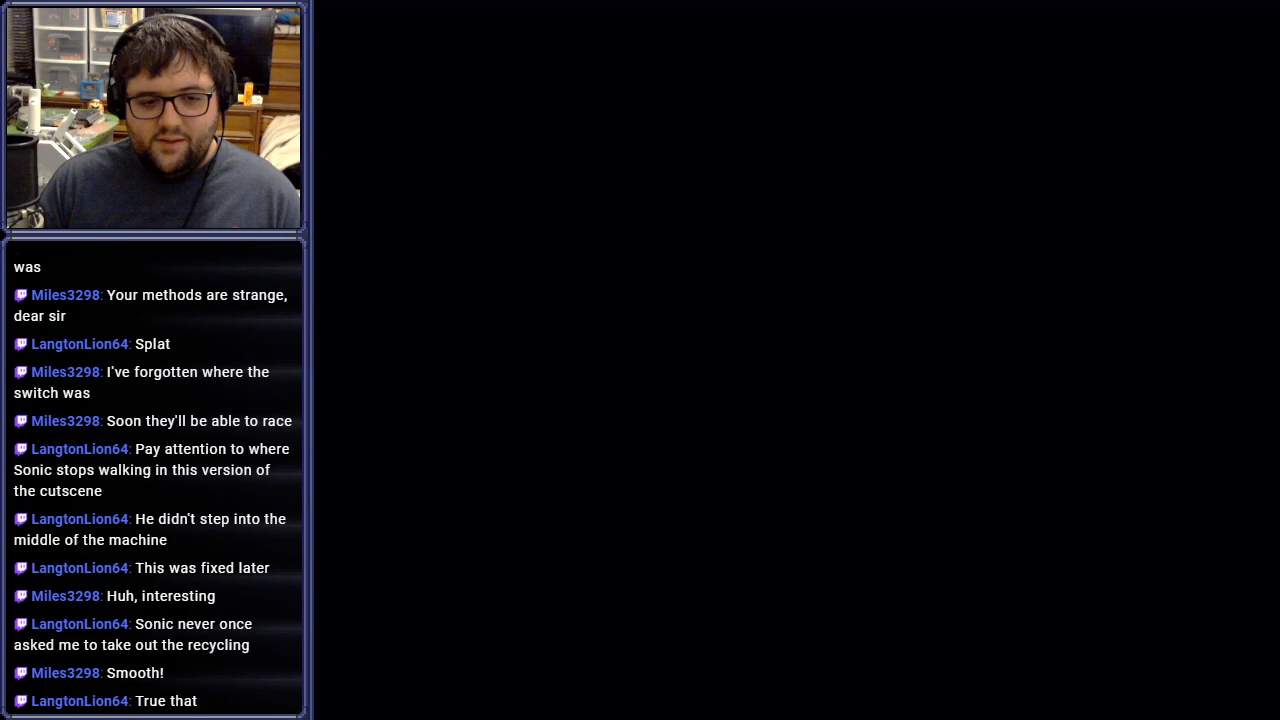 was
Miles3298: Your methods are strange,
dear sir
LangtonLion64: Splat
Miles3298: I've forgotten where the
switch was
Miles3298: Soon they'll be able to race
LangtonLion64: Pay attention to where
Sonic stops walking in this version of
the cutscene
LangtonLion64: He didn't step into the
middle of the machine
LangtonLion64: This was fixed later
Miles3298: Huh, interesting
LangtonLion64: Sonic never once
asked me to take out the recycling
Miles3298: Smooth!
LangtonLion64: True that